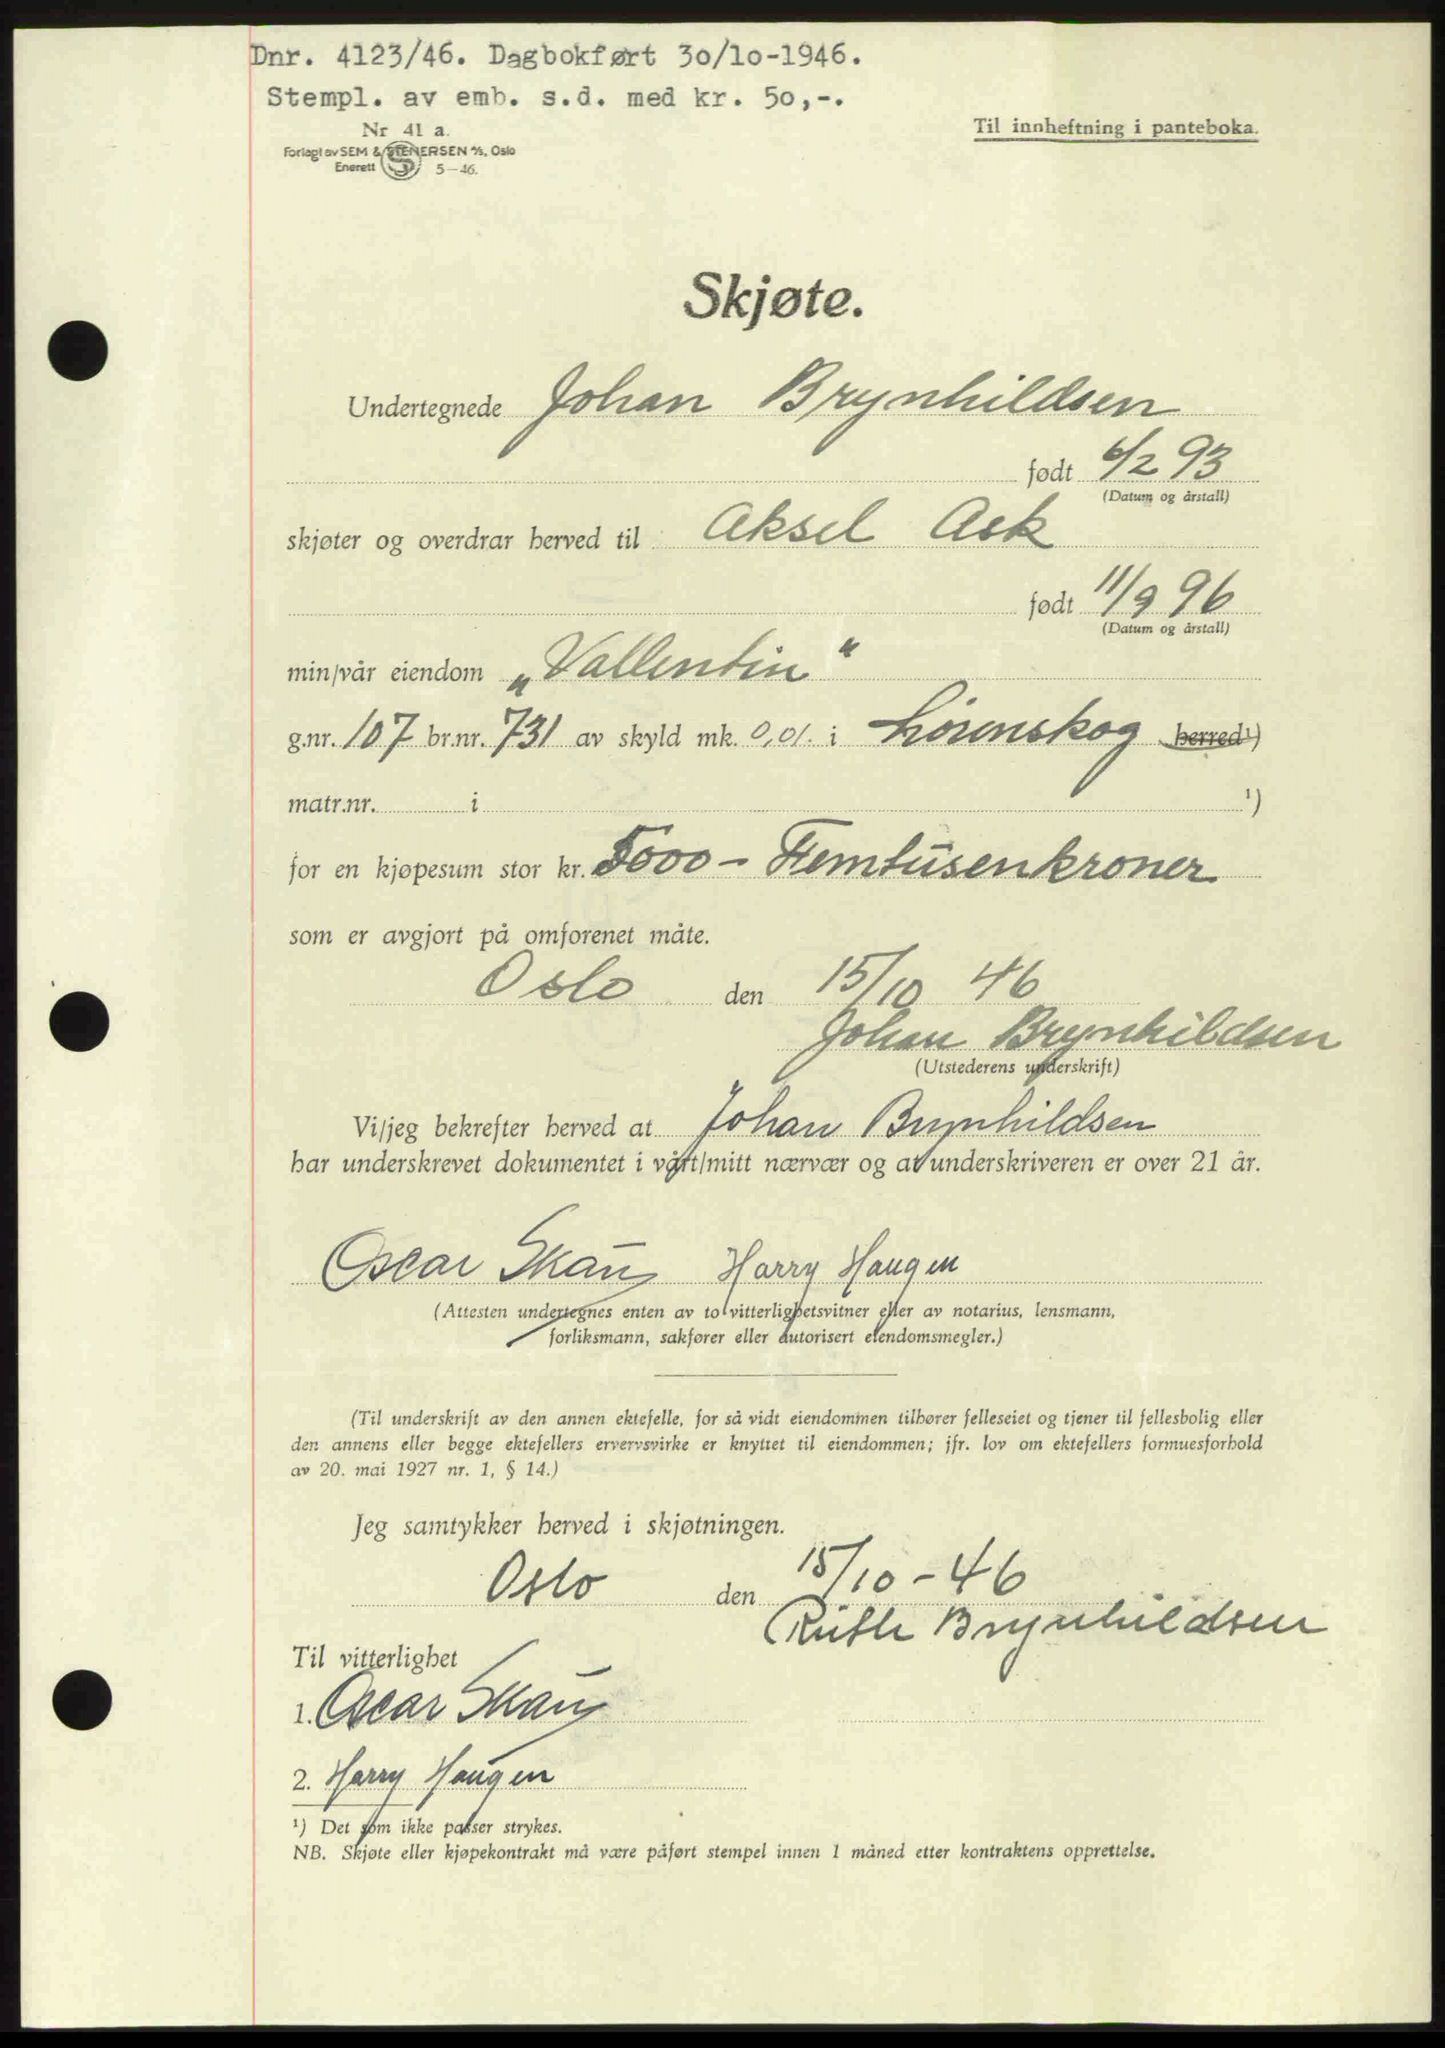 Dnr. 4123/46. Dagbokført 30/10-1946.
Stempl. av emb. s.d. med kr. 50,-.
Nr 41 a.
Forlagt av SEM & STENERSEN A/S, Oslo
Enerett S 5-46.
Til innheftning i panteboka.
Skjøte.
Undertegnede Johan Brynhildsen
født 6/2 93
(Datum og årstall)
skjøter og overdrar herved til Aksel Ask
født 11/9 96
(Datum og årstall)
min/vår eiendom „Vallentin"
g.nr. 107 br.nr. 731 av skyld mk. 0,01. i Lørenskog herred ¹)
matr.nr. i ¹)
for en kjøpesum stor kr. 5000 - Femtusenkroner
som er avgjort på omforenet måte.
Oslo den 15/10 46
Johan Brynhildsen
(Utstederens underskrift)
Vi/jeg bekrefter herved at Johan Brynhildsen
har underskrevet dokumentet i vårt/mitt nærvær og at underskriveren er over 21 år.
Oscar Skau Harry Haugen
(Attesten undertegnes enten av to vitterlighetsvitner eller av notarius, lensmann,
forliksmann, sakfører eller autorisert eiendomsmegler.)
(Til underskrift av den annen ektefelle, for så vidt eiendommen tilhører felleseiet og tjener til fellesbolig eller
den annens eller begge ektefellers ervervsvirke er knyttet til eiendommen; jfr. lov om ektefellers formuesforhold
av 20. mai 1927 nr. 1, § 14.)
Jeg samtykker herved i skjøtningen.
Oslo den 15/10-46
Ruth Brynhildsen
Til vitterlighet
1. Oscar Skau
2. Harry Haugen
¹) Det som ikke passer strykes.
NB. Skjøte eller kjøpekontrakt må være påført stempel innen 1 måned etter kontraktens opprettelse.